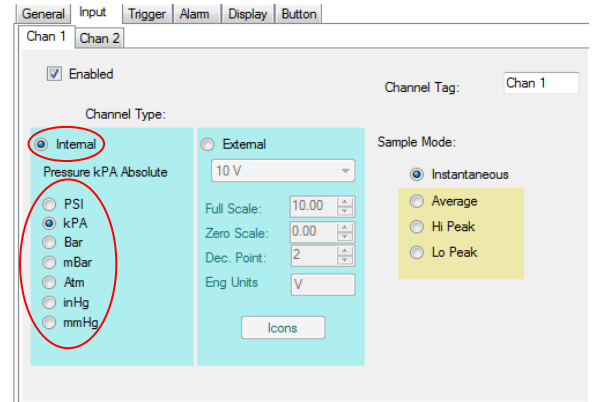 General Input Trigger Alarm Display Button
Chan 1 Chan 2
Enabled
Channel Tag: Chan 1
Channel Type:
Internal
Pressure kPA Absolute
PSI
kPA
Bar
mBar
Atm
inHg
mmHg
External
10 V
Full Scale: 10.00
Zero Scale: 0.00
Dec. Point: 2
Eng Units V
Icons
Sample Mode:
Instantaneous
Average
Hi Peak
Lo Peak